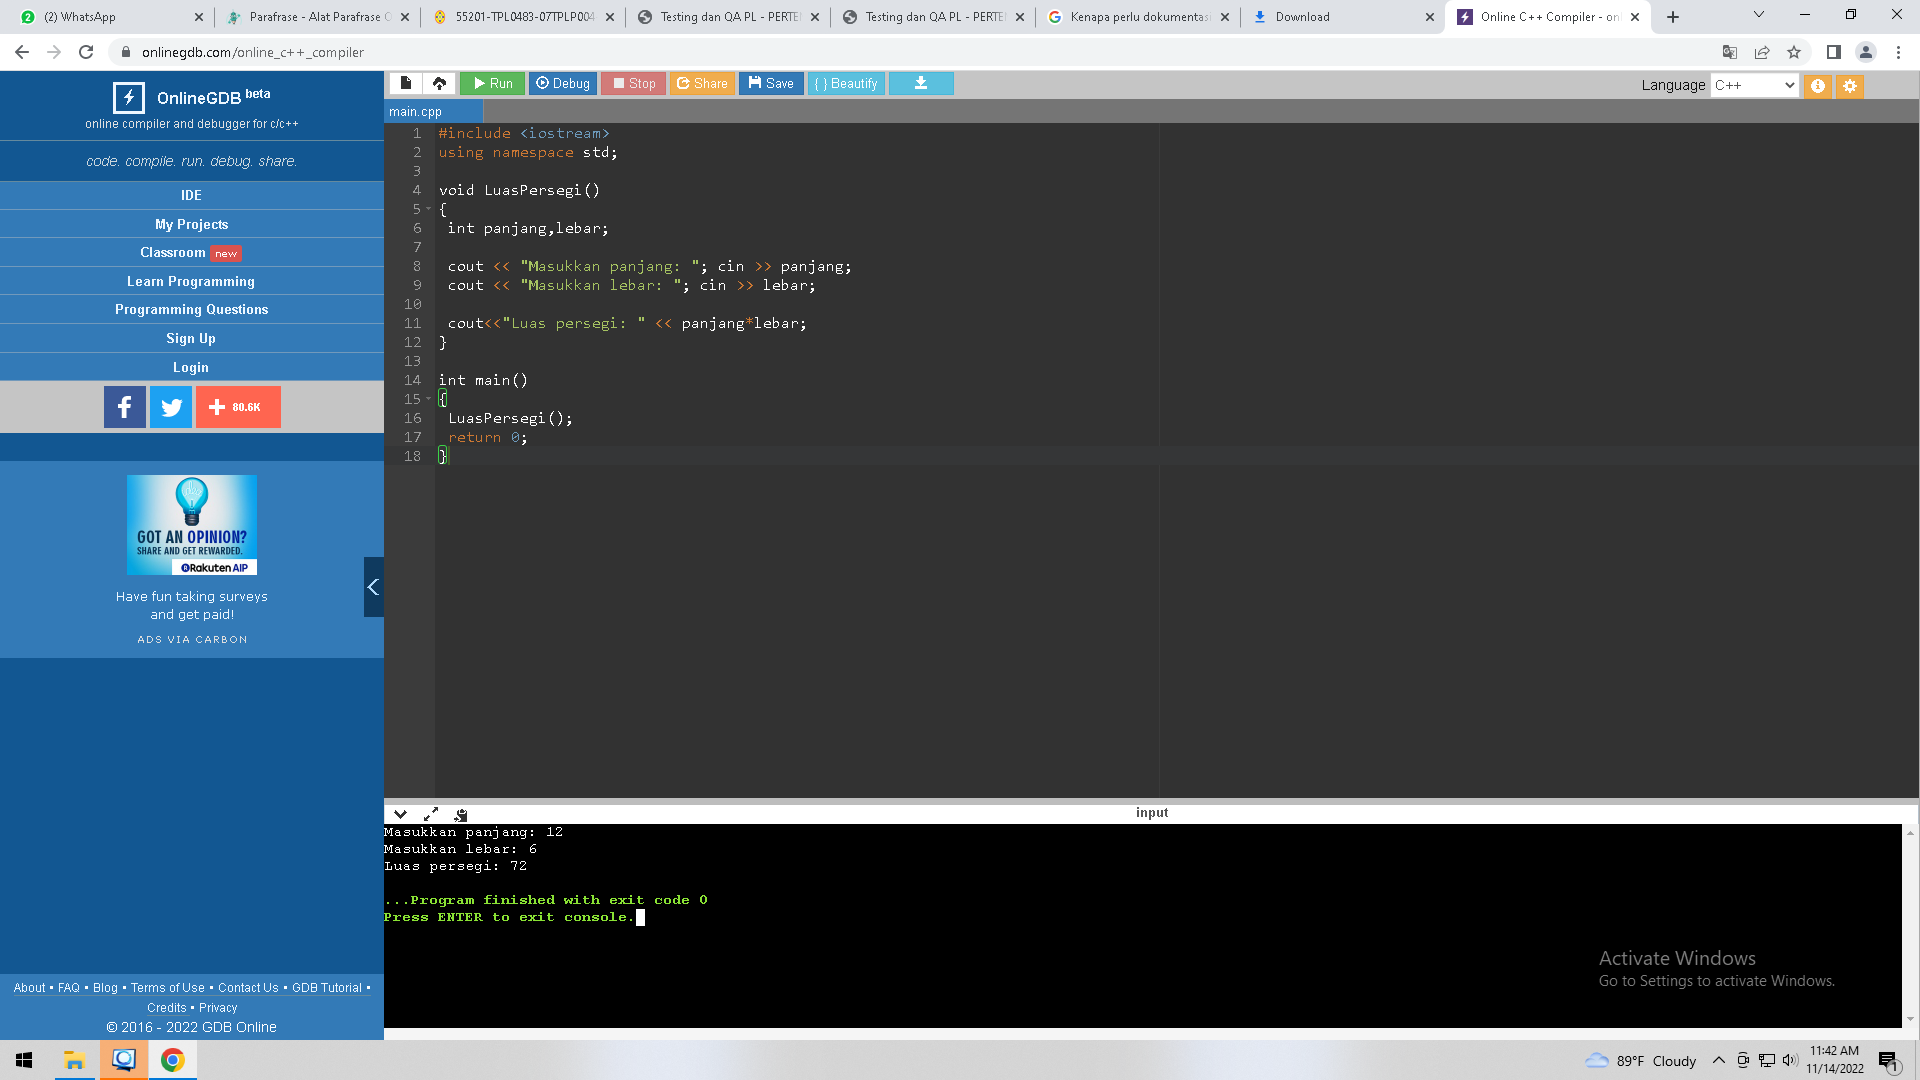 (2) WhatsApp
Parafrase - Alat Parafrase O
55201-TPL0483-07TPLP004
Testing dan QA PL - PERTE
Testing dan QA PL - PERTE
Kenapa perlu dokumentasi
Download
Online C++ Compiler - onl
onlinegdb.com/online_c++_compiler
OnlineGDB beta
online compiler and debugger for c/c++
code. compile. run. debug. share.
IDE
My Projects
Classroom new
Learn Programming
Programming Questions
Sign Up
Login
80.6K
GOT AN OPINION?
SHARE AND GET REWARDED.
Rakuten AIP
Have fun taking surveys
and get paid!
ADS VIA CARBON
About • FAQ • Blog • Terms of Use • Contact Us • GDB Tutorial •
Credits • Privacy
© 2016 - 2022 GDB Online
Run Debug Stop Share Save { } Beautify
Language C++
main.cpp
1 #include <iostream>
2 using namespace std;
3
4 void LuasPersegi()
5 {
6 int panjang,lebar;
7
8 cout << "Masukkan panjang: "; cin >> panjang;
9 cout << "Masukkan lebar: "; cin >> lebar;
10
11 cout<<"Luas persegi: " << panjang*lebar;
12 }
13
14 int main()
15 {
16 LuasPersegi();
17 return 0;
18 }
input
Masukkan panjang: 12
Masukkan lebar: 6
Luas persegi: 72
...Program finished with exit code 0
Press ENTER to exit console.
Activate Windows
Go to Settings to activate Windows.
89°F Cloudy
11:42 AM
11/14/2022
1